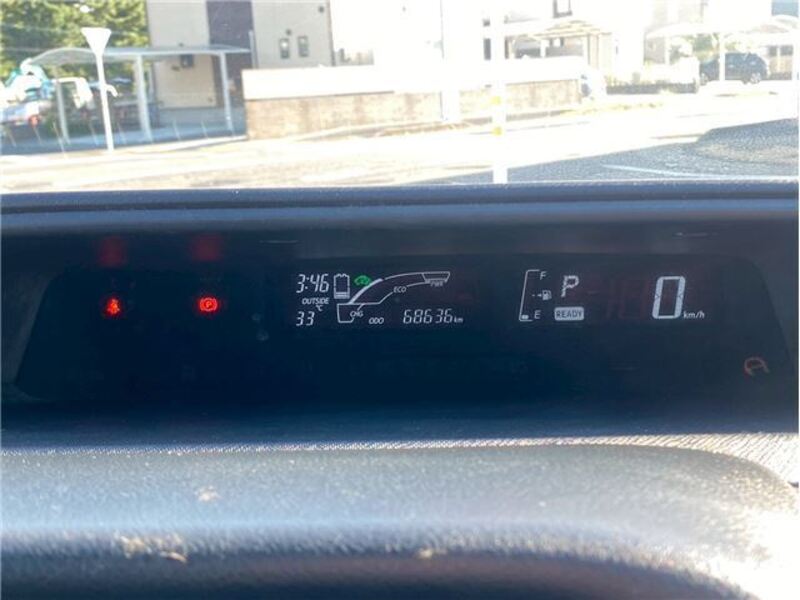 3:46
OUTSIDE
33 °C
CHG
ECO
PWR
ODO 68636 km
F
E
P
READY
0 km/h
P